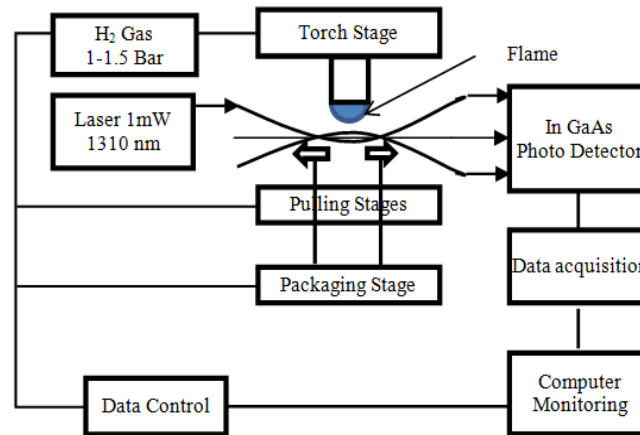 H₂ Gas
1-1.5 Bar
Torch Stage
Flame
Laser 1mW
1310 nm
In GaAs
Photo Detector
Pulling Stages
Data acquisition
Packaging Stage
Computer
Monitoring
Data Control